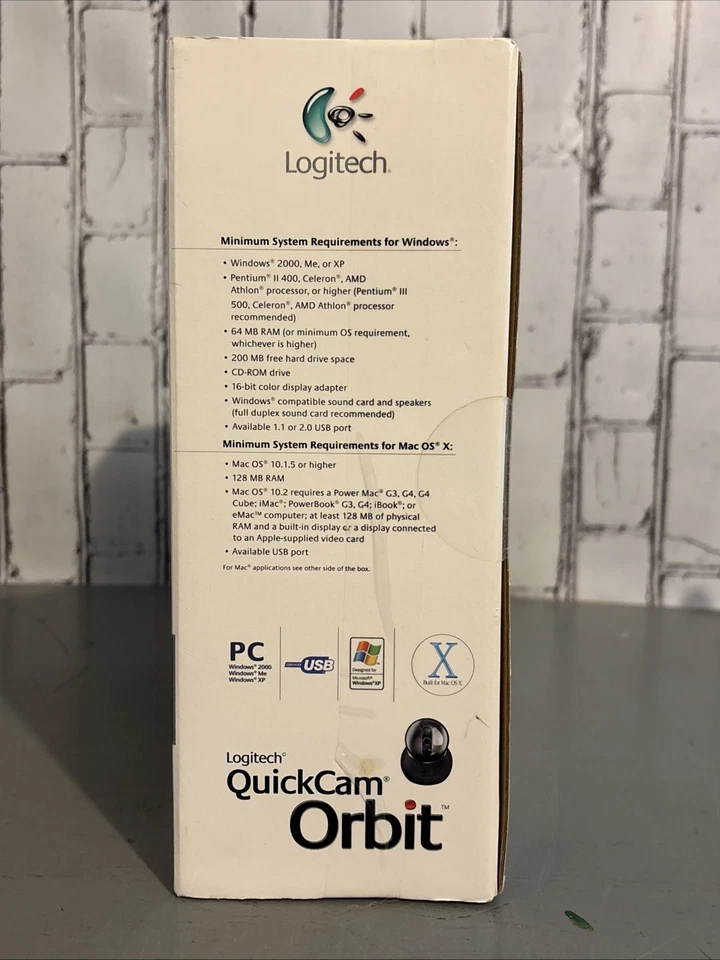 Logitech®
Minimum System Requirements for Windows®:
• Windows® 2000, Me, or XP
• Pentium® II 400, Celeron®, AMD
Athlon® processor, or higher (Pentium® III
500, Celeron®, AMD Athlon® processor
recommended)
• 64 MB RAM (or minimum OS requirement,
whichever is higher)
• 200 MB free hard drive space
• CD-ROM drive
• 16-bit color display adapter
• Windows® compatible sound card and speakers
(full duplex sound card recommended)
• Available 1.1 or 2.0 USB port
Minimum System Requirements for Mac OS® X:
• Mac OS® 10.1.5 or higher
• 128 MB RAM
• Mac OS® 10.2 requires a Power Mac® G3, G4, G4
Cube; iMac®; PowerBook® G3, G4; iBook®; or
eMac™ computer; at least 128 MB of physical
RAM and a built-in display or a display connected
to an Apple-supplied video card
• Available USB port
For Mac® applications see other side of the box.
PC
Windows® 2000
Windows® Me
Windows® XP
CERTIFIED USB
Designed for
Microsoft®
Windows®XP
X
Built for Mac OS X
Logitech®
QuickCam®
Orbit™